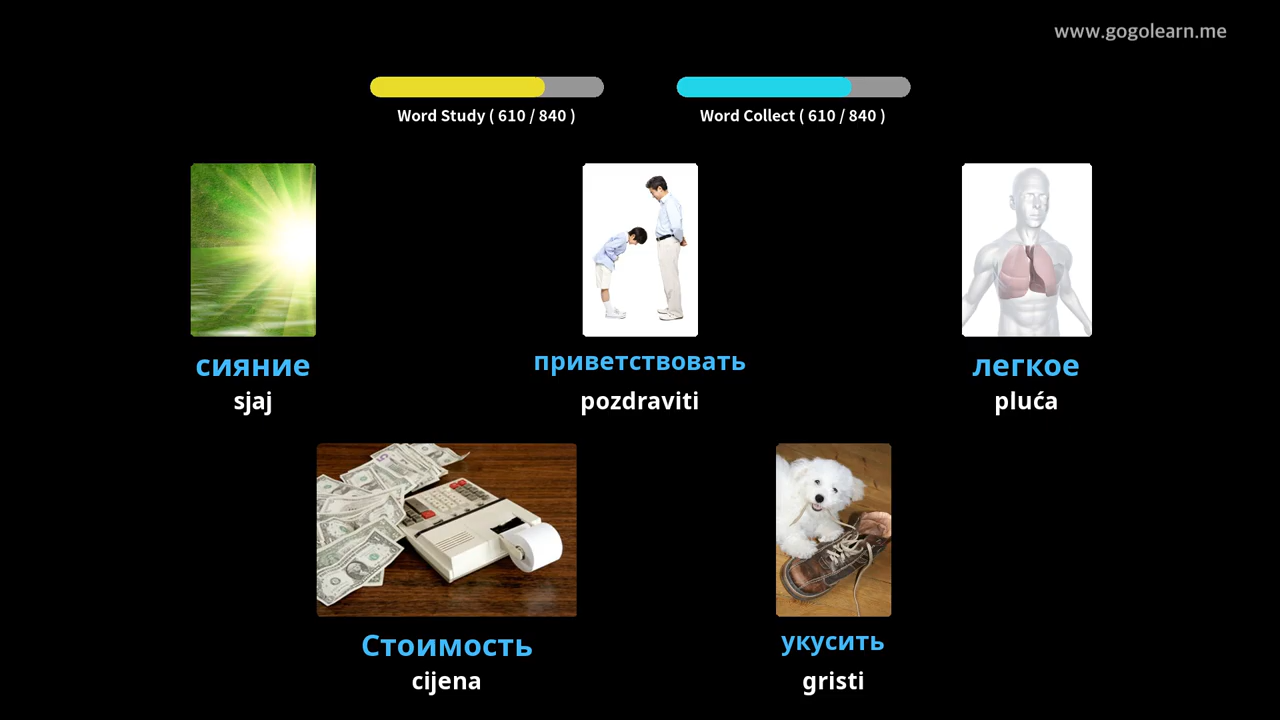 www.gogolearn.me
Word Study ( 610 / 840 )
Word Collect ( 610 / 840 )
сияние
sjaj
приветствовать
pozdraviti
легкое
pluća
Стоимость
cijena
укусить
gristi